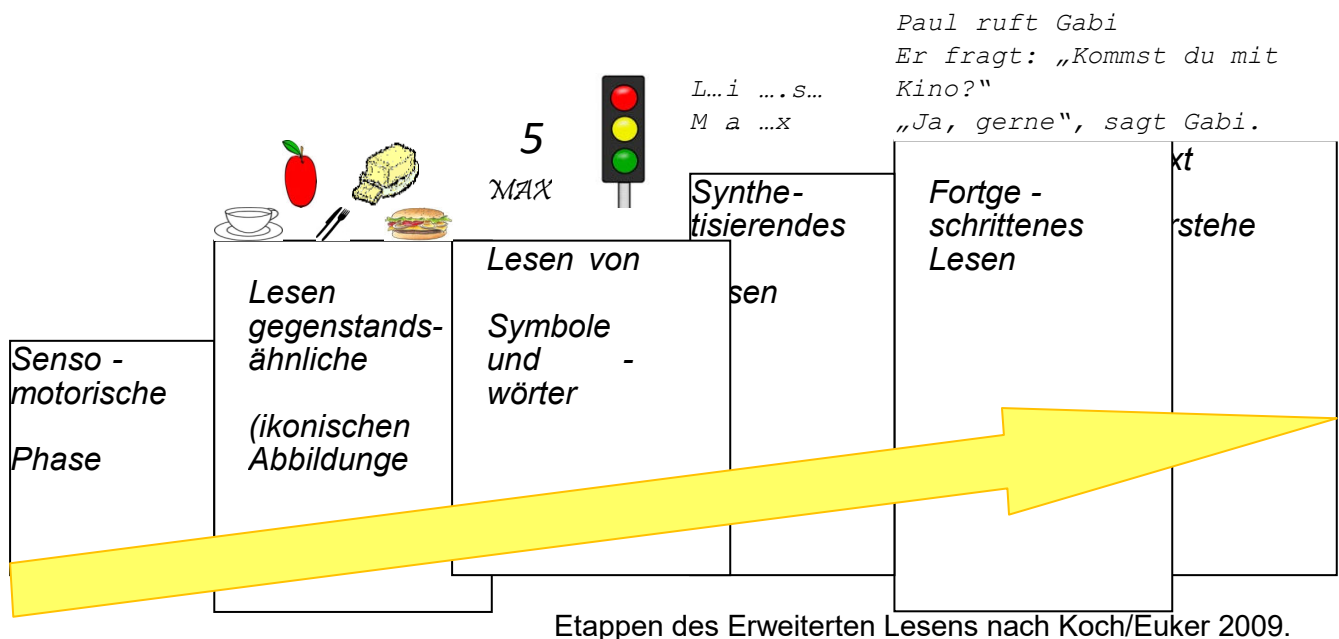 Paul ruft Gabi
Er fragt: „Kommst du mit
Kino?“
„Ja, gerne“, sagt Gabi.
L…i ….s…
M a …x
5
MAX
Senso -
motorische
Phase
Lesen
gegenstands-
ähnliche
(ikonischen
Abbildunge
Lesen von
Symbole
und -
wörter
Synthe-
tisierendes
sen
Fortge -
schrittenes
Lesen
xt
rstehe
Etappen des Erweiterten Lesens nach Koch/Euker 2009.